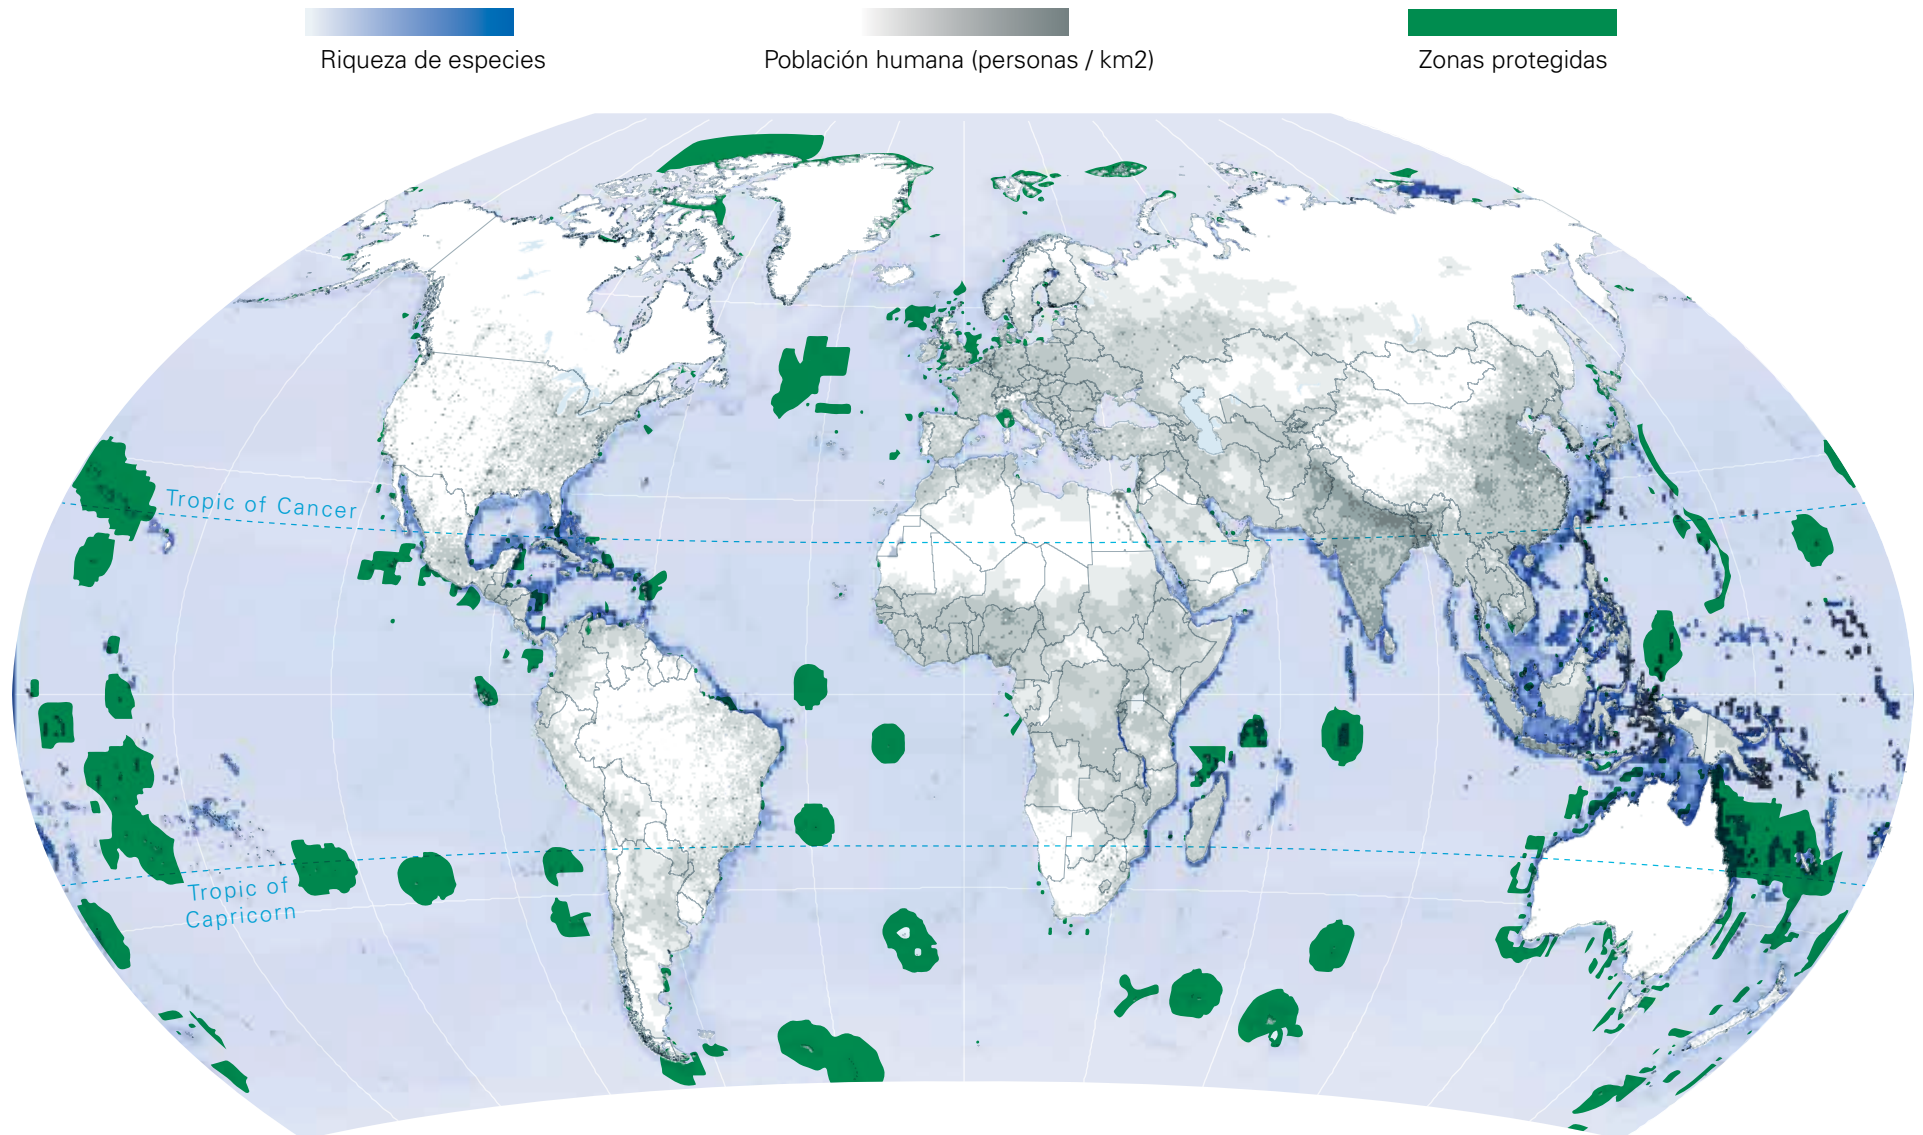 Riqueza de especies
Población humana (personas / km2)
Zonas protegidas
Tropic of Cancer
Tropic of
Capricorn